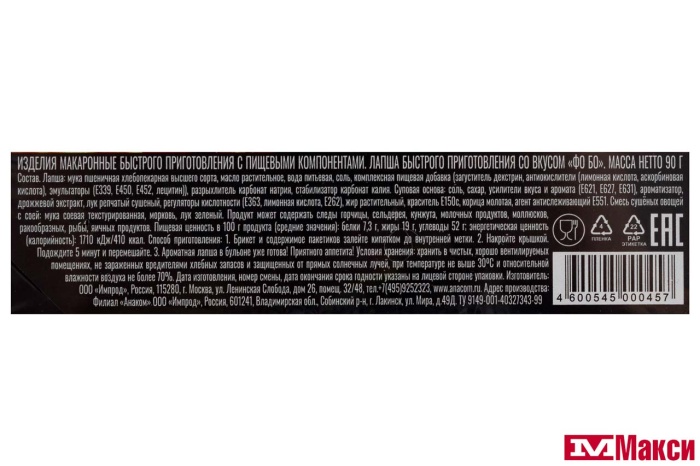 ИЗДЕЛИЯ МАКАРОННЫЕ БЫСТРОГО ПРИГОТОВЛЕНИЯ С ПИЩЕВЫМИ КОМПОНЕНТАМИ. ЛАПША БЫСТРОГО ПРИГОТОВЛЕНИЯ СО ВКУСОМ «ФО БО». МАССА НЕТТО 90 Г
Состав. Лапша: мука пшеничная хлебопекарная высшего сорта, масло растительное, вода питьевая, соль, комплексная пищевая добавка (загуститель декстрин, антиокислители (лимонная кислота, аскорбиновая
кислота), эмульгаторы (Е339, Е450, Е452, лецитин)), разрыхлитель карбонат натрия, стабилизатор карбонат калия. Суповая основа: соль, сахар, усилители вкуса и аромата (Е621, Е627, Е631), ароматизатор,
дрожжевой экстракт, лук репчатый сушеный, регуляторы кислотности (Е363, лимонная кислота, Е262), жир растительный, краситель Е150с, корица молотая, агент антислеживающий Е551. Смесь сушёных овощей
с соей: мука соевая текстурированная, морковь, лук зеленый. Продукт может содержать следы горчицы, сельдерея, кунжута, молочных продуктов, моллюсков,
ракообразных, рыбы, яичных продуктов. Пищевая ценность в 100 г продукта (средние значения): белки 7,3 г, жиры 19 г, углеводы 52 г; энергетическая ценность
(калорийность): 1710 кДж/410 ккал. Способ приготовления: 1. Брикет и содержимое пакетиков залейте кипятком до внутренней метки. 2. Накройте крышкой.
Подождите 5 минут и перемешайте. 3. Ароматная лапша в бульоне уже готова! Приятного аппетита! Условия хранения: хранить в чистых, хорошо вентилируемых
помещениях, не зараженных вредителями хлебных запасов и защищенных от прямых солнечных лучей, при температуре не выше 30°С и относительной
влажности воздуха не более 70%. Дата изготовления, номер смены, дата окончания срока годности указаны на лицевой стороне упаковки. Изготовитель:
ООО «Импрод», Россия, 115280, г. Москва, ул. Ленинская Слобода, дом 26, помещ. 32/48, тел.+7(495)9252323, www.anacom.ru. Адрес производства:
Филиал «Анаком» ООО «Импрод», Россия, 601241, Владимирская обл., Собинский р-н, г. Лакинск, ул. Мира, д.49Д. ТУ 9149-001-40327343-99
4
ПЛЕНКА
22
PAP
ЭТИКЕТКА
ЕАС
4 600545 000457
Макси